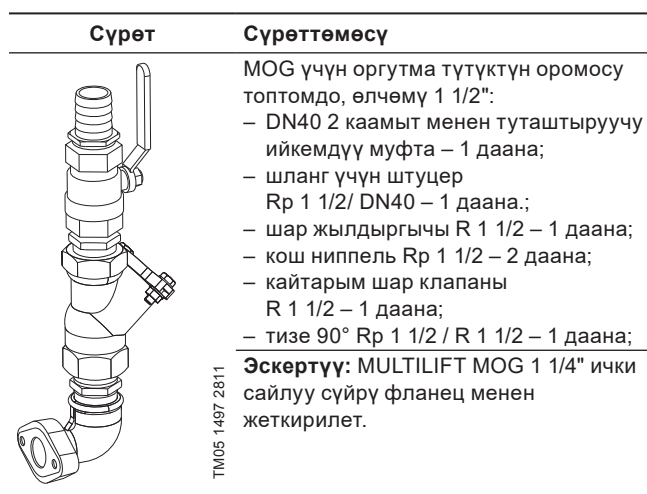 Сүрөт
Сүрөттөмөсү
MOG үчүн оргутма түтүктүн оромосу
топтомдо, өлчөмү 1 1/2":
– DN40 2 каамыт менен туташтыруучу
ийкемдүү муфта – 1 даана;
– шланг үчүн штуцер
Rp 1 1/2/ DN40 – 1 даана.;
– шар жылдыргычы R 1 1/2 – 1 даана;
– кош ниппель Rp 1 1/2 – 2 даана;
– кайтарым шар клапаны
R 1 1/2 – 1 даана;
– тизе 90° Rp 1 1/2 / R 1 1/2 – 1 даана;
Эскертүү: MULTILIFT MOG 1 1/4" ички
сайлуу сүйрү фланец менен
жеткирилет.
TM05 1497 2811